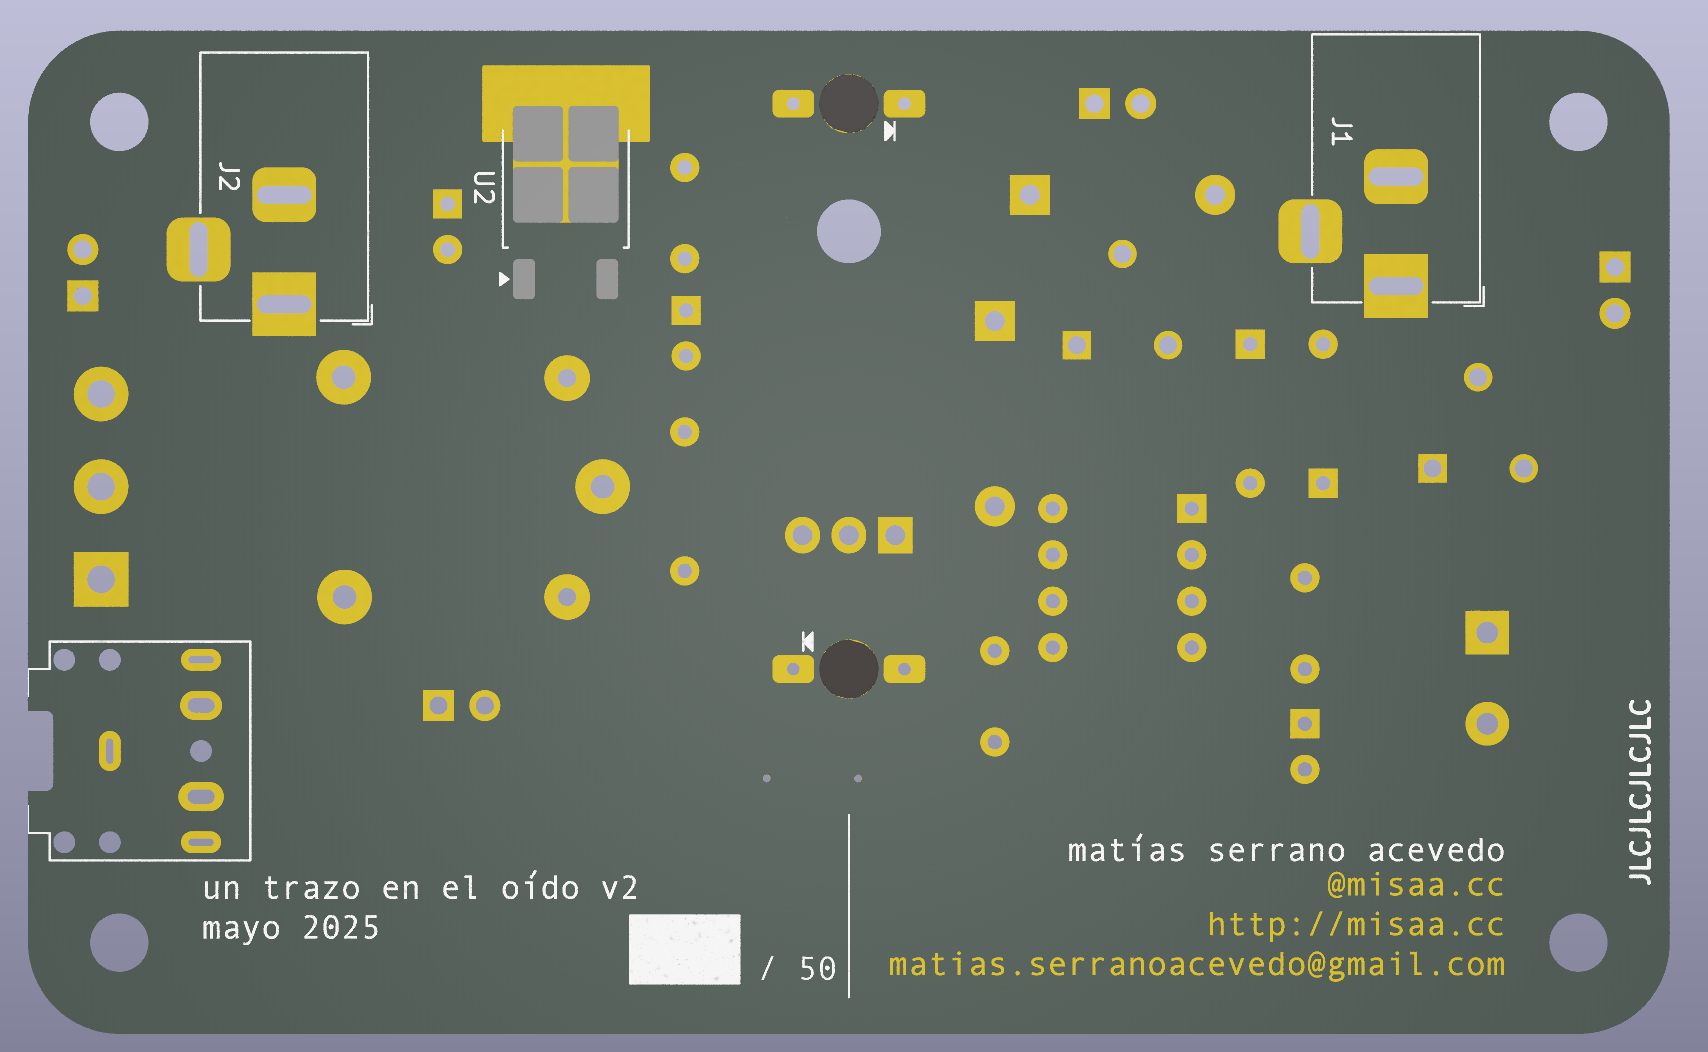 J2
U2
J1
JLCJLCJLCJLC
un trazo en el oído v2
mayo 2025
/ 50
matías serrano acevedo
@misaa.cc
http://misaa.cc
matias.serranoacevedo@gmail.com